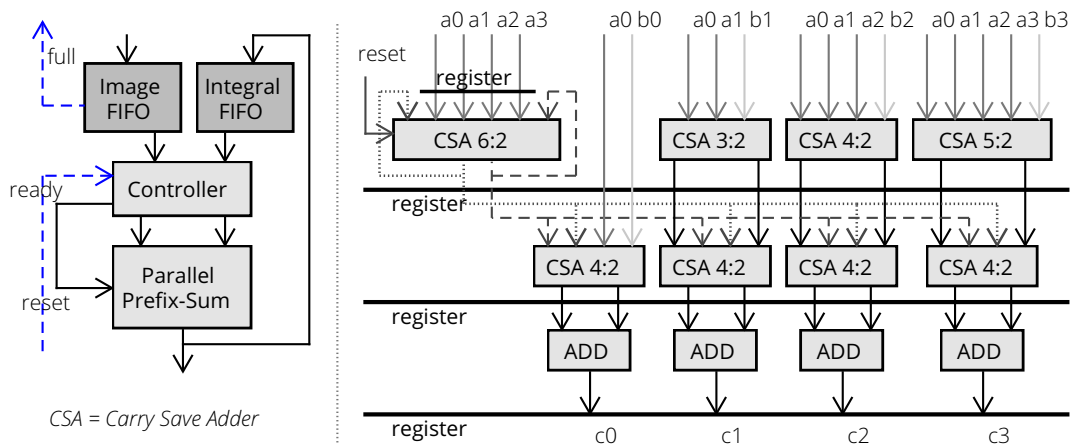 full
Image
FIFO
Integral
FIFO
ready
Controller
reset
Parallel
Prefix-Sum
CSA = Carry Save Adder
a0 a1 a2 a3
a0 b0
a0 a1 b1
a0 a1 a2 b2
a0 a1 a2 a3 b3
reset
register
CSA 6:2
CSA 3:2
CSA 4:2
CSA 5:2
register
CSA 4:2
CSA 4:2
CSA 4:2
CSA 4:2
register
ADD
ADD
ADD
ADD
register
c0
c1
c2
c3